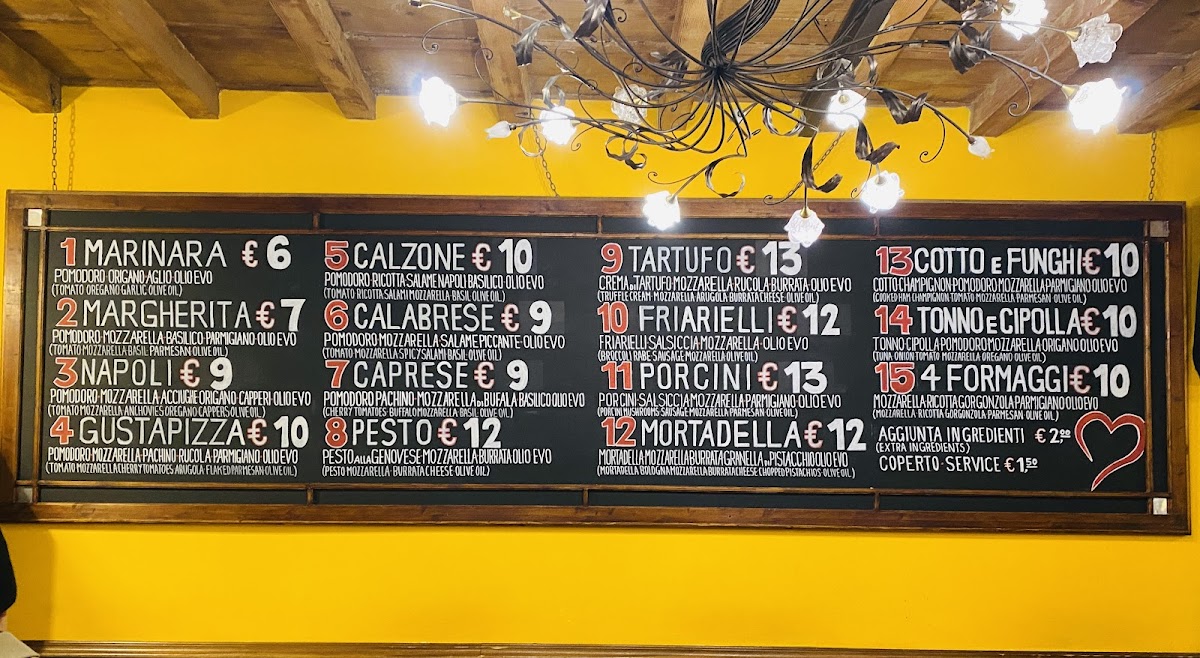 1 MARINARA € 6
POMODORO·ORIGANO·AGLIO·OLIO EVO
(TOMATO OREGANO GARLIC OLIVE OIL)
2 MARGHERITA € 7
POMODORO·MOZZARELLA·BASILICO·PARMIGIANO·OLIO EVO
(TOMATO MOZZARELLA BASIL·PARMESAN·OLIVE OIL)
3 NAPOLI € 9
POMODORO·MOZZARELLA·ACCIUGHE ORIGANO CAPPERI OLIO EVO
(TOMATO MOZZARELLA ANCHOVIES OREGANO CAPPERS OLIVE OIL)
4 GUSTAPIZZA € 10
POMODORO·MOZZARELLA·PACHINO·RUCOLA·PARMIGIANO·OLIO EVO
(TOMATO MOZZARELLA CHERRY TOMATOES ARUGOLA FLAKED PARMESAN OLIVE OIL)
5 CALZONE € 10
POMODORO·RICOTTA SALAME NAPOLI BASILICO·OLIO EVO
(TOMATO·RICOTTA·SALAMI MOZZARELLA·BASIL·OLIVE OIL)
6 CALABRESE € 9
POMODORO MOZZARELLA SALAME PICCANTE·OLIO EVO
(TOMATO MOZZARELLA SPICY SALAMI BASIL·OLIVE OIL)
7 CAPRESE € 9
POMODORO PACHINO·MOZZARELLA DI BUFALA BASILICO OLIO EVO
(CHERRY TOMATOES·BUFFALO MOZZARELLA·BASIL·OLIVE OIL)
8 PESTO € 12
PESTO ALLA GENOVESE MOZZARELLA BURRATA OLIO EVO
(PESTO MOZZARELLA·BURRATA CHEESE OLIVE OIL)
9 TARTUFO € 13
CREMA DI TARTUFO MOZZARELLA RUCOLA·BURRATA·OLIO EVO
(TRUFFLE CREAM·MOZZARELLA·ARUGOLA·BURRATA CHEESE·OLIVE OIL)
10 FRIARIELLI € 12
FRIARIELLI SALSICCIA MOZZARELLA·OLIO EVO
(BROCCOLI RABE SAUSAGE MOZZARELLA OLIVE OIL)
11 PORCINI € 13
PORCINI·SALSICCIA MOZZARELLA PARMIGIANO·OLIO EVO
(PORCINI MUSHROOMS SAUSAGE MOZZARELLA PARMESAN·OLIVE OIL)
12 MORTADELLA € 12
MORTADELLA MOZZARELLA BURRATA GRANELLA DI PISTACCHIO OLIO EVO
(MORTADELLA BOLOGNA MOZZARELLA BURRATA CHEESE CHOPPED PISTACHIOS·OLIVE OIL)
13 COTTO E FUNGHI € 10
COTTO CHAMPIGNON POMODORO MOZZARELLA PARMIGIANO OLIO EVO
(COOKED HAM CHAMPIGNON TOMATO MOZZARELLA PARMESAN·OLIVE OIL)
14 TONNO E CIPOLLA € 10
TONNO CIPOLLA POMODORO MOZZARELLA ORIGANO OLIO EVO
(TUNA ONION TOMATO MOZZARELLA OREGANO OLIVE OIL)
15 4 FORMAGGI € 10
MOZZARELLA·RICOTTA GORGONZOLA PARMIGIANO OLIO EVO
(MOZZARELLA·RICOTTA GORGONZOLA PARMESAN OLIVE OIL)
AGGIUNTA INGREDIENTI € 2,00
(EXTRA INGREDIENTS)
COPERTO·SERVICE € 1,50